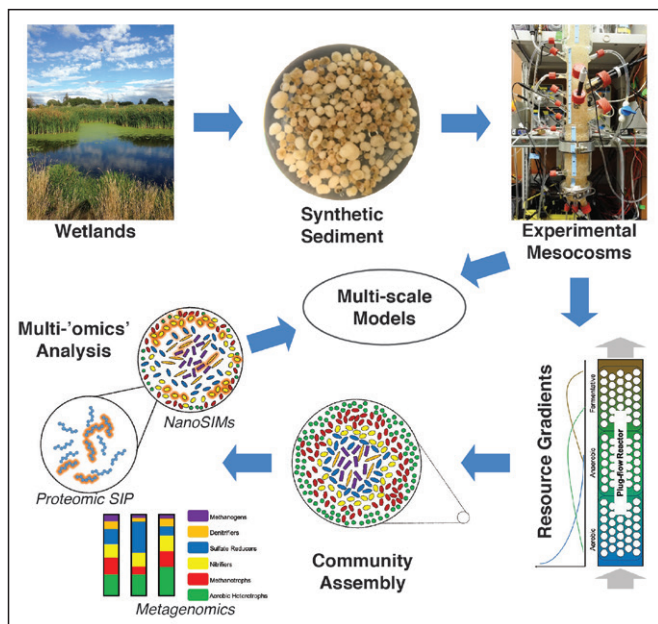 Wetlands
Synthetic
Sediment
Experimental
Mesocosms
Multi-scale
Models
Multi-'omics'
Analysis
NanoSIMs
Proteomic SIP
Methanogens
Denitrifiers
Sulfate Reducers
Nitrifiers
Methanotrophs
Aerobic Heterotrophs
Metagenomics
Community
Assembly
Resource Gradients
Fermentative
Anaerobic
Aerobic
Plug-flow Reactor